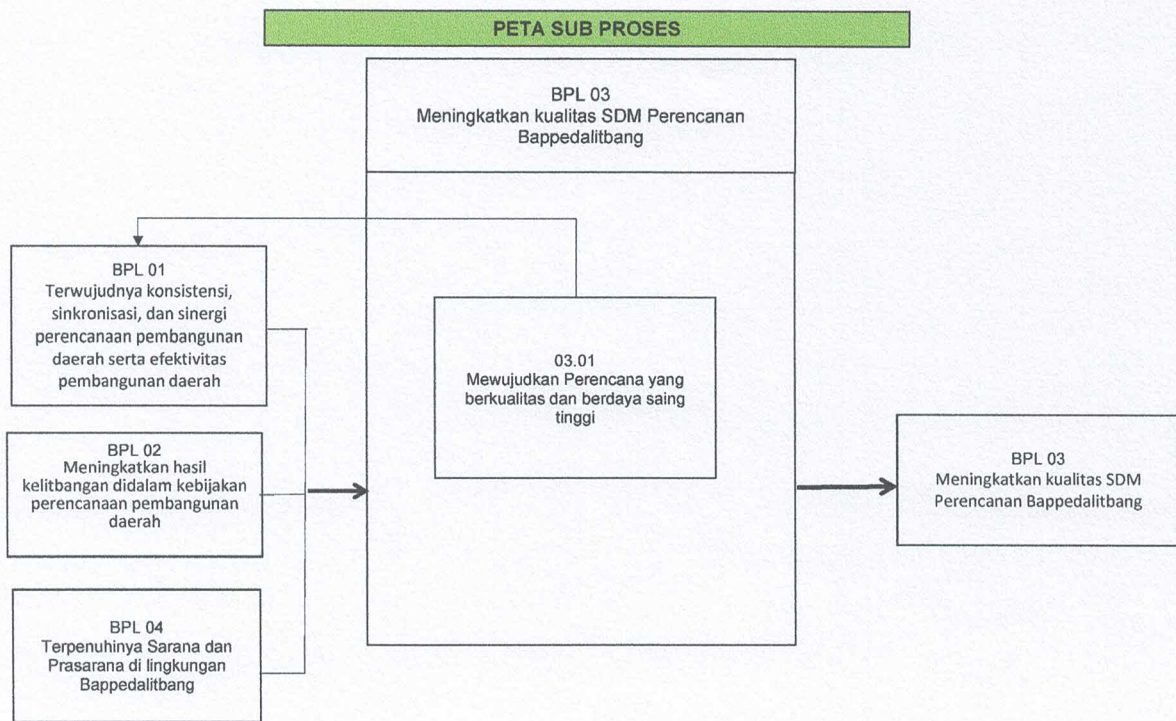 PETA SUB PROSES
BPL 03
Meningkatkan kualitas SDM Perencanan
Bappedalitbang
BPL 01
Terwujudnya konsistensi,
sinkronisasi, dan sinergi
perencanaan pembangunan
daerah serta efektivitas
pembangunan daerah
03.01
Mewujudkan Perencana yang
berkualitas dan berdaya saing
tinggi
BPL 02
Meningkatkan hasil
kelitbangan didalam kebijakan
perencanaan pembangunan
daerah
BPL 03
Meningkatkan kualitas SDM
Perencanan Bappedalitbang
BPL 04
Terpenuhinya Sarana dan
Prasarana di lingkungan
Bappedalitbang